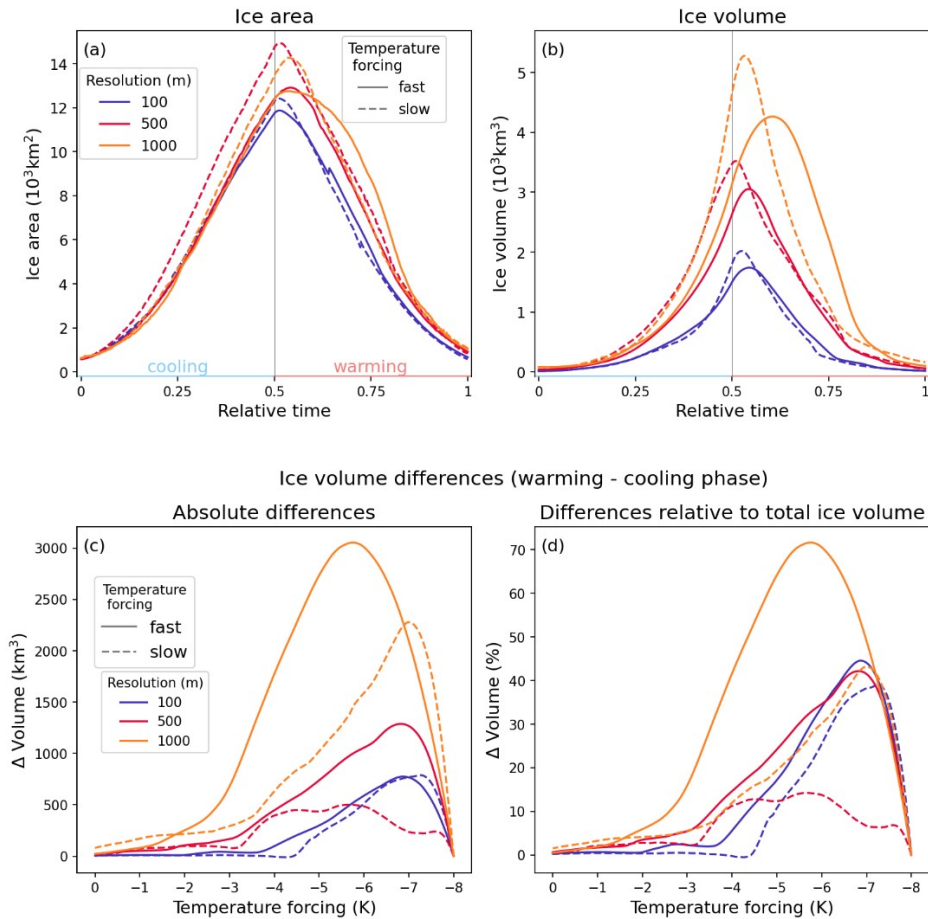 Ice area
(a)
Temperature
forcing
fast
slow
Resolution (m)
100
500
1000
Ice area (10³km²)
14
12
10
8
6
4
2
0
cooling
warming
0
0.25
0.5
0.75
1
Relative time
Ice volume
(b)
Ice volume (10³km³)
5
4
3
2
1
0
0
0.25
0.5
0.75
1
Relative time
Ice volume differences (warming - cooling phase)
Absolute differences
(c)
Temperature
forcing
fast
slow
Resolution (m)
100
500
1000
Δ Volume (km³)
3000
2500
2000
1500
1000
500
0
0
−1
−2
−3
−4
−5
−6
−7
−8
Temperature forcing (K)
Differences relative to total ice volume
(d)
Δ Volume (%)
70
60
50
40
30
20
10
0
0
−1
−2
−3
−4
−5
−6
−7
−8
Temperature forcing (K)